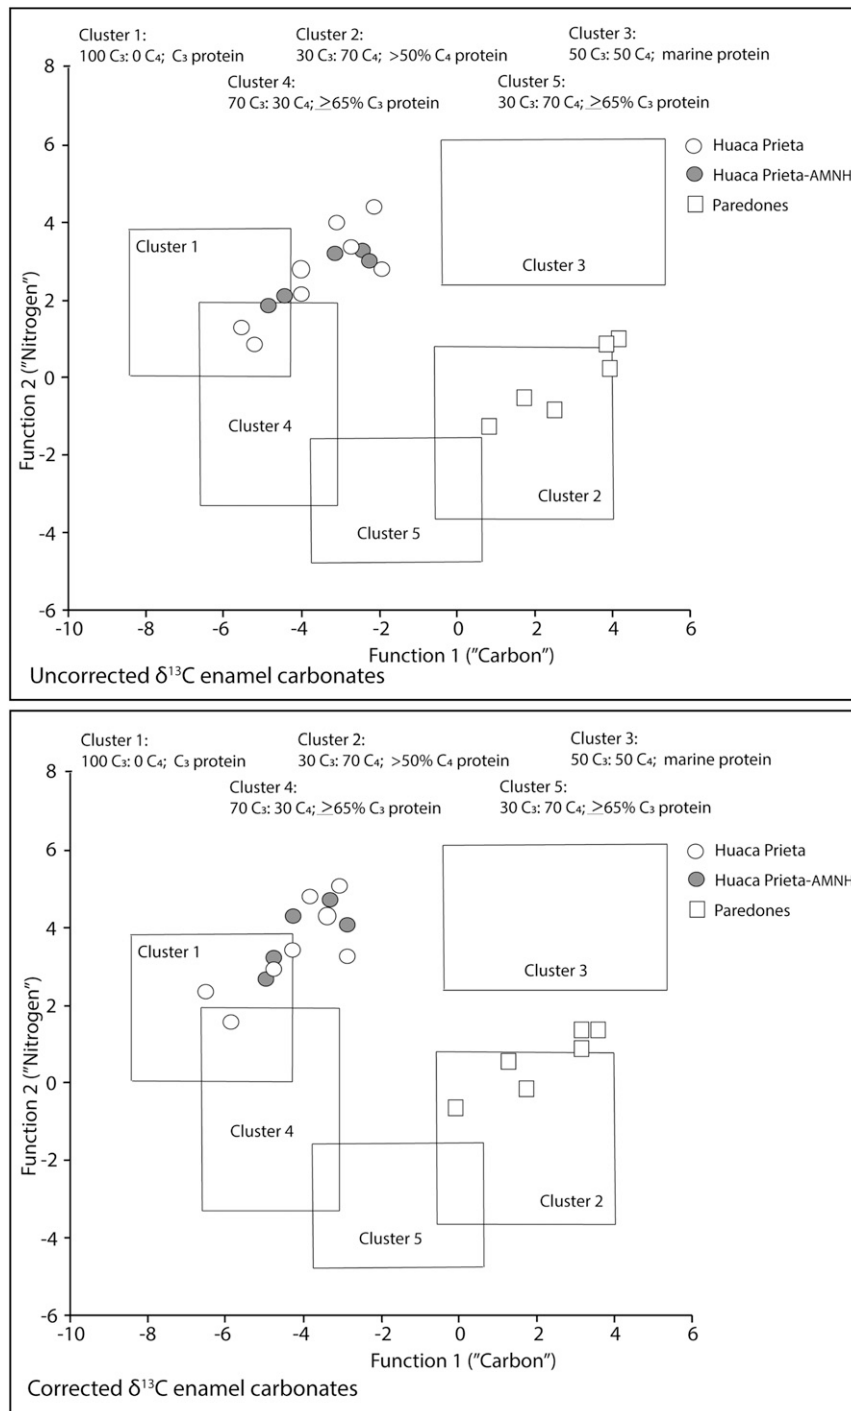 Cluster 1: Cluster 2: Cluster 3:
100 C₃: 0 C₄; C₃ protein 30 C₃: 70 C₄; >50% C₄ protein 50 C₃: 50 C₄; marine protein
Cluster 4: Cluster 5:
70 C₃: 30 C₄; ≥65% C₃ protein 30 C₃: 70 C₄; ≥65% C₃ protein
8
6
4
2
0
-2
-4
-6
Function 2 ("Nitrogen")
Huaca Prieta
Huaca Prieta-AMNH
Paredones
Cluster 1
Cluster 3
Cluster 4
Cluster 2
Cluster 5
-10 -8 -6 -4 -2 0 2 4 6
Function 1 ("Carbon")
Uncorrected δ¹³C enamel carbonates
Cluster 1: Cluster 2: Cluster 3:
100 C₃: 0 C₄; C₃ protein 30 C₃: 70 C₄; >50% C₄ protein 50 C₃: 50 C₄; marine protein
Cluster 4: Cluster 5:
70 C₃: 30 C₄; ≥65% C₃ protein 30 C₃: 70 C₄; ≥65% C₃ protein
8
6
4
2
0
-2
-4
-6
Function 2 ("Nitrogen")
Huaca Prieta
Huaca Prieta-AMNH
Paredones
Cluster 1
Cluster 3
Cluster 4
Cluster 2
Cluster 5
-10 -8 -6 -4 -2 0 2 4 6
Function 1 ("Carbon")
Corrected δ¹³C enamel carbonates